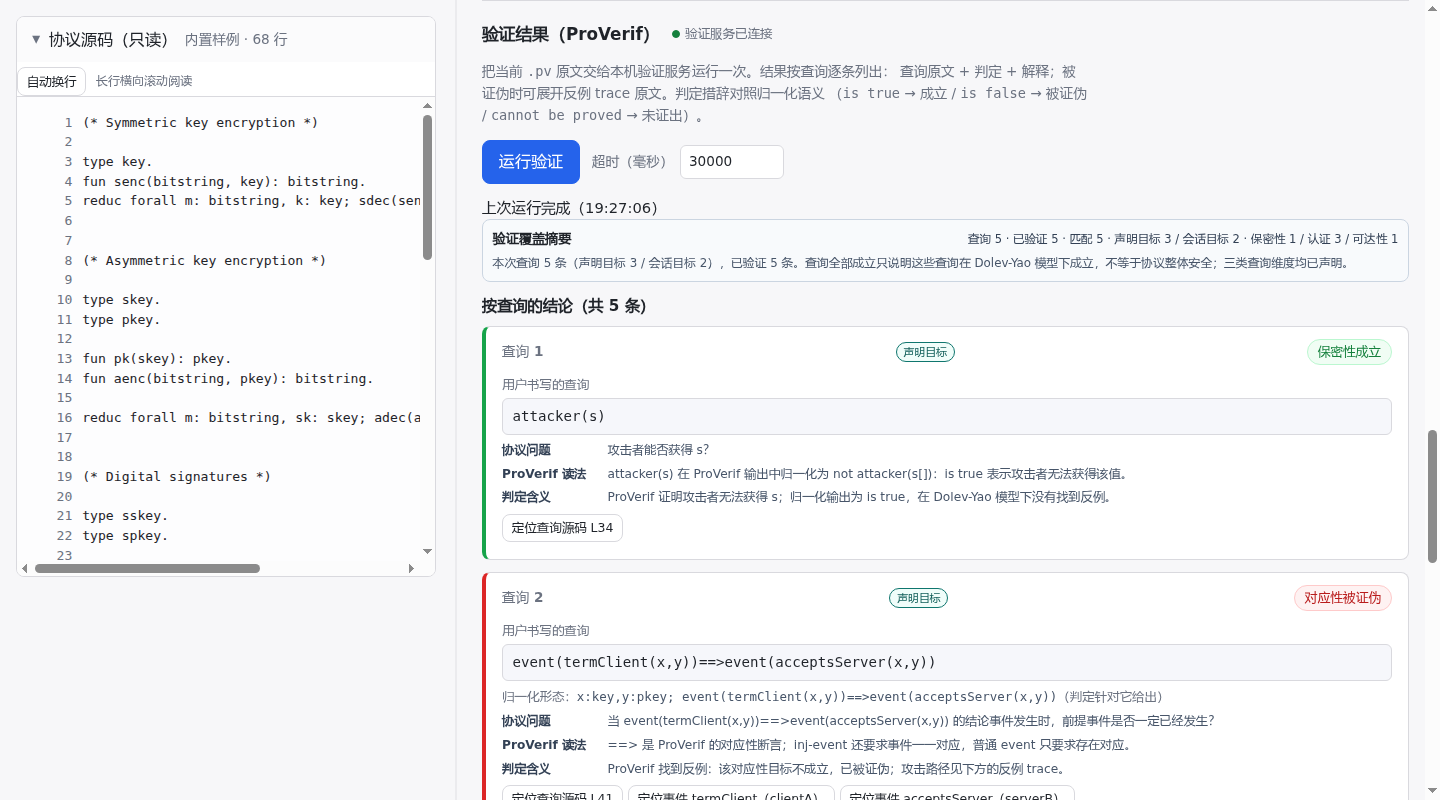 ▼ 协议源码（只读） 内置样例 · 68 行
自动换行 长行横向滚动阅读
1 (* Symmetric key encryption *)
2
3 type key.
4 fun senc(bitstring, key): bitstring.
5 reduc forall m: bitstring, k: key; sdec(sen
6
7
8 (* Asymmetric key encryption *)
9
10 type skey.
11 type pkey.
12
13 fun pk(skey): pkey.
14 fun aenc(bitstring, pkey): bitstring.
15
16 reduc forall m: bitstring, sk: skey; adec(a
17
18
19 (* Digital signatures *)
20
21 type sskey.
22 type spkey.
23
验证结果（ProVerif） 验证服务已连接
把当前 .pv 原文交给本机验证服务运行一次。结果按查询逐条列出： 查询原文 + 判定 + 解释；被
证伪时可展开反例 trace 原文。判定措辞对照归一化语义 （is true → 成立 / is false → 被证伪
/ cannot be proved → 未证出）。
运行验证 超时（毫秒） 30000
上次运行完成（19:27:06）
验证覆盖摘要 查询 5 · 已验证 5 · 匹配 5 · 声明目标 3 / 会话目标 2 · 保密性 1 / 认证 3 / 可达性 1
本次查询 5 条（声明目标 3 / 会话目标 2），已验证 5 条。查询全部成立只说明这些查询在 Dolev-Yao 模型下成立，不等于协议整体安全；三类查询维度均已声明。
按查询的结论（共 5 条）
查询 1 声明目标 保密性成立
用户书写的查询
attacker(s)
协议问题 攻击者能否获得 s？
ProVerif 读法 attacker(s) 在 ProVerif 输出中归一化为 not attacker(s[])：is true 表示攻击者无法获得该值。
判定含义 ProVerif 证明攻击者无法获得 s；归一化输出为 is true，在 Dolev-Yao 模型下没有找到反例。
定位查询源码 L34
查询 2 声明目标 对应性被证伪
用户书写的查询
event(termClient(x,y))==>event(acceptsServer(x,y))
归一化形态：x:key,y:pkey; event(termClient(x,y))==>event(acceptsServer(x,y))（判定针对它给出）
协议问题 当 event(termClient(x,y))==>event(acceptsServer(x,y)) 的结论事件发生时，前提事件是否一定已经发生？
ProVerif 读法 ==> 是 ProVerif 的对应性断言；inj-event 还要求事件一一对应，普通 event 只要求存在对应。
判定含义 ProVerif 找到反例：该对应性目标不成立，已被证伪；攻击路径见下方的反例 trace。
定位查询源码 L41 定位事件 termClient（clientA） 定位事件 acceptsServer（serverB）